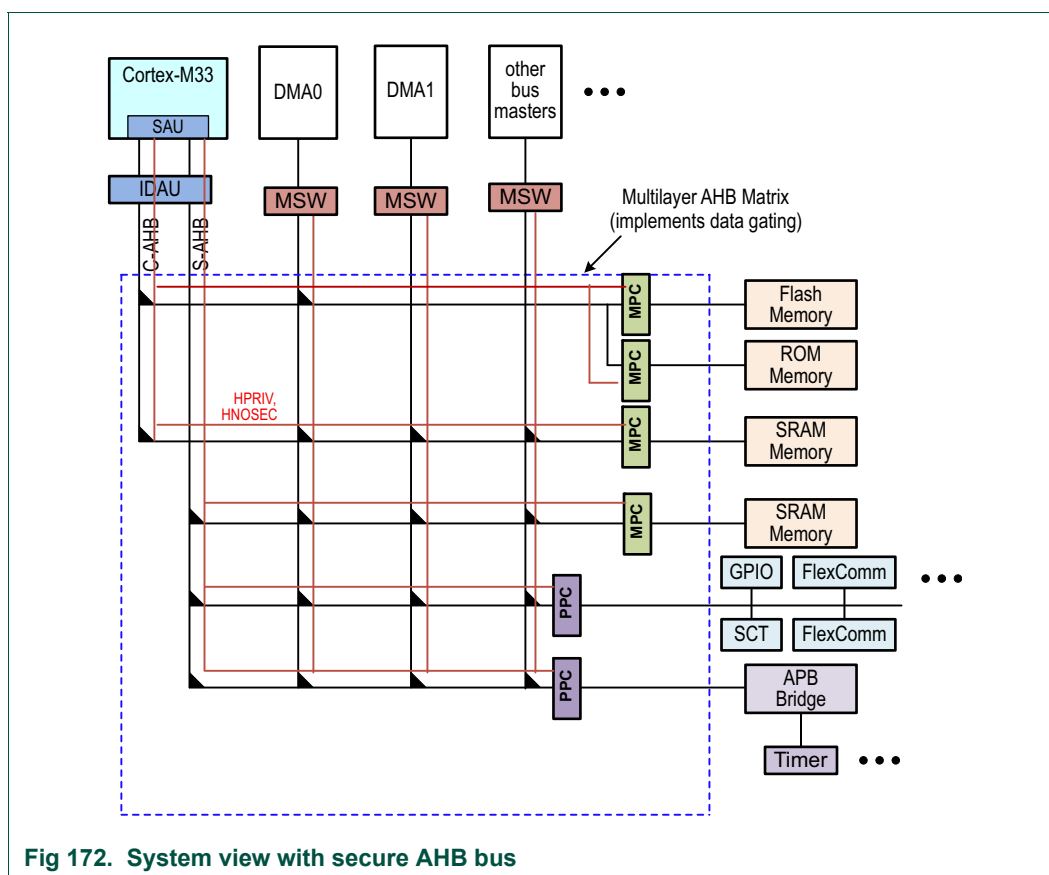 Cortex-M33
SAU
DMA0
DMA1
other
bus
masters
IDAU
MSW
MSW
MSW
C-AHB
S-AHB
Multilayer AHB Matrix
(implements data gating)
MPC
Flash
Memory
MPC
ROM
Memory
HPRIV,
HNOSEC
MPC
SRAM
Memory
MPC
SRAM
Memory
GPIO
FlexComm
PPC
SCT
FlexComm
PPC
APB
Bridge
Timer
Fig 172. System view with secure AHB bus